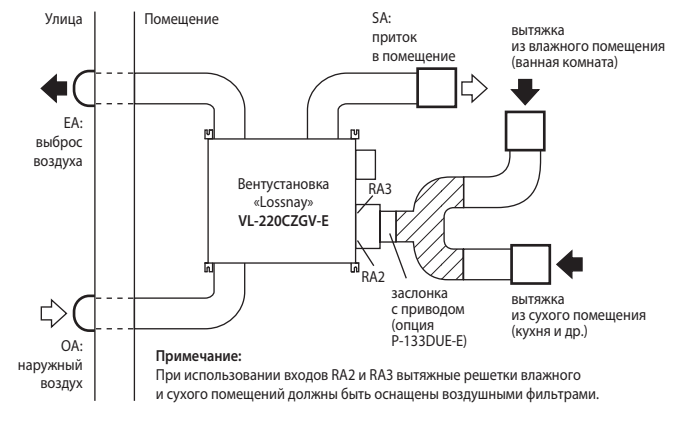 Улица
Помещение
SA:
приток
в помещение
вытяжка
из влажного помещения
(ванная комната)
EA:
выброс
воздуха
Вентустановка
«Lossnay»
VL-220CZGV-E
RA3
RA2
заслонка
с приводом
(опция
P-133DUE-E)
вытяжка
из сухого помещения
(кухня и др.)
OA:
наружный
воздух
Примечание:
При использовании входов RA2 и RA3 вытяжные решетки влажного
и сухого помещений должны быть оснащены воздушными фильтрами.